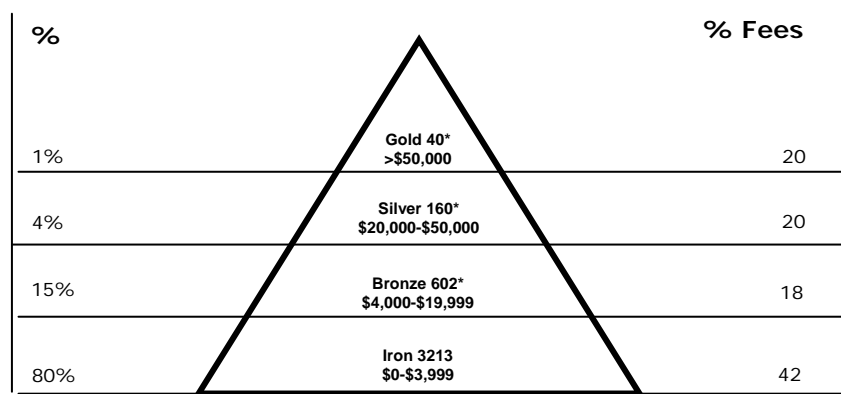 % % Fees
Gold 40*
>$50,000
1% 20
Silver 160*
$20,000-$50,000
4% 20
Bronze 602*
$4,000-$19,999
15% 18
Iron 3213
$0-$3,999
80% 42